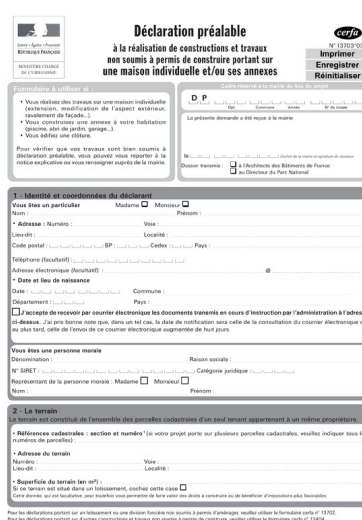 Déclaration préalable
à la réalisation de constructions et travaux
non soumis à permis de construire portant sur
une maison individuelle et/ou ses annexes
Liberté • Égalité • Fraternité
RÉPUBLIQUE FRANÇAISE
MINISTÈRE CHARGÉ
DE L'URBANISME
cerfa
N° 13703*0
Imprimer
Enregistrer
Réinitialiser
Formulaire à utiliser si :
• Vous réalisez des travaux sur une maison individuelle
(extension, modification de l'aspect extérieur,
ravalement de façade...).
• Vous construisez une annexe à votre habitation
(piscine, abri de jardin, garage...).
• Vous édifiez une clôture.
Pour vérifier que vos travaux sont bien soumis à
déclaration préalable, vous pouvez vous reporter à la
notice explicative ou vous renseigner auprès de la mairie.
Cadre réservé à la mairie du lieu du projet
D P
Dpt Commune Année N° de dossier
La présente demande a été reçue à la mairie
le : Cachet de la mairie et signature du receveur
Dossier transmis : à l'Architecte des Bâtiments de France
au Directeur du Parc National
1 - Identité et coordonnées du déclarant
Vous êtes un particulier Madame Monsieur
Nom : Prénom :
• Adresse : Numéro : Voie :
Lieu-dit : Localité :
Code postal : BP : Cedex : Pays :
Téléphone (facultatif) :
Adresse électronique (facultatif) : @
• Date et lieu de naissance
Date : Commune :
Département : Pays :
J'accepte de recevoir par courrier électronique les documents transmis en cours d'instruction par l'administration à l'adres
ci-dessus. J'ai pris bonne note que, dans un tel cas, la date de notification sera celle de la consultation du courrier électronique o
au plus tard, celle de l'envoi de ce courrier électronique augmentée de huit jours.
Vous êtes une personne morale
Dénomination : Raison sociale :
N° SIRET : Catégorie juridique :
Représentant de la personne morale : Madame Monsieur
Nom : Prénom :
2 - Le terrain
Le terrain est constitué de l'ensemble des parcelles cadastrales d'un seul tenant appartenant à un même propriétaire.
• Références cadastrales : section et numéro¹ (si votre projet porte sur plusieurs parcelles cadastrales, veuillez indiquer tous l
numéros de parcelles) :
• Adresse du terrain
Numéro : Voie :
Lieu-dit : Localité :
• Superficie du terrain (en m²) :
Si ce terrain est situé dans un lotissement, cochez cette case
Cette donnée, qui est facultative, pour toutefois vous permettre de faire valoir des droits à construire ou de bénéficier d'impositions plus favorables.
Pour les déclarations portant sur un lotissement ou une division foncière non soumis à permis d'aménager, veuillez utiliser le formulaire cerfa n° 13702.
Pour les déclarations portant sur d'autres constructions et travaux non soumis à permis de construire, veuillez utiliser le formulaire cerfa n° 13404.